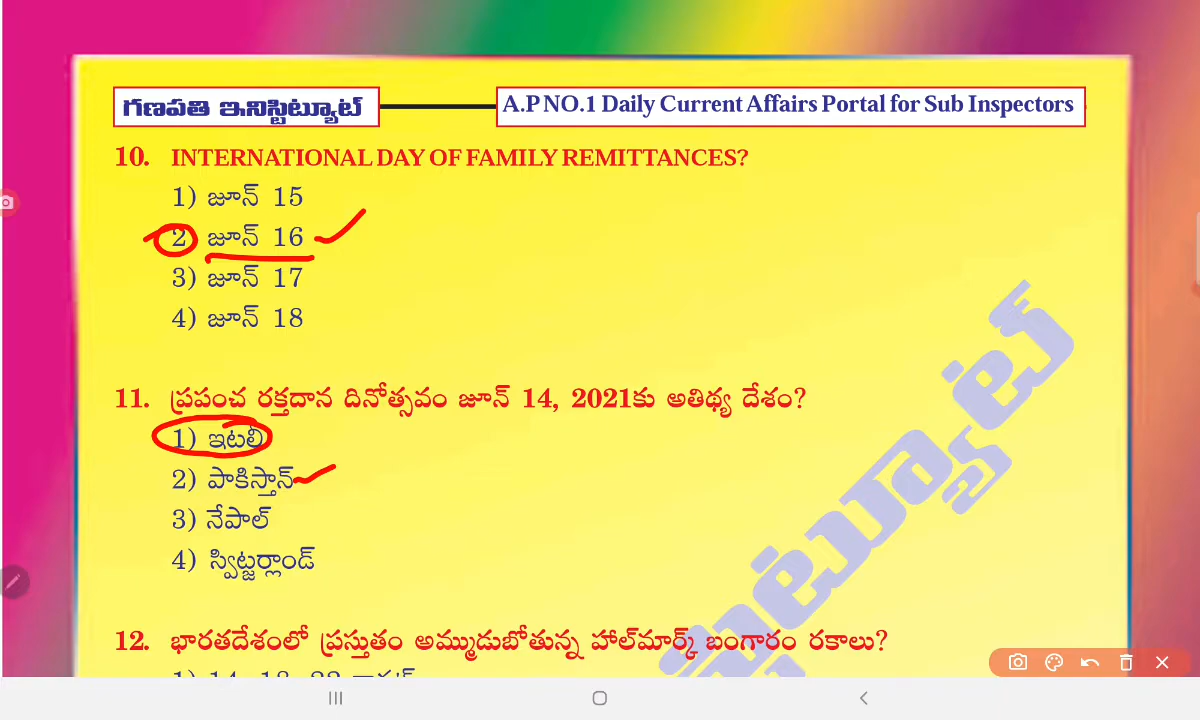 గణపతి ఇనిస్టిట్యూట్ A.P NO.1 Daily Current Affairs Portal for Sub Inspectors
10. INTERNATIONAL DAY OF FAMILY REMITTANCES?
1) జూన్ 15
2 జూన్ 16
3) జూన్ 17
4) జూన్ 18
11. ప్రపంచ రక్తదాన దినోత్సవం జూన్ 14, 2021కు అతిథ్య దేశం?
1) ఇటలీ
2) పాకిస్తాన్
3) నేపాల్
4) స్విట్జర్లాండ్
12. భారతదేశంలో ప్రస్తుతం అమ్ముడుబోతున్న హాల్‌మార్క్ బంగారం రకాలు?